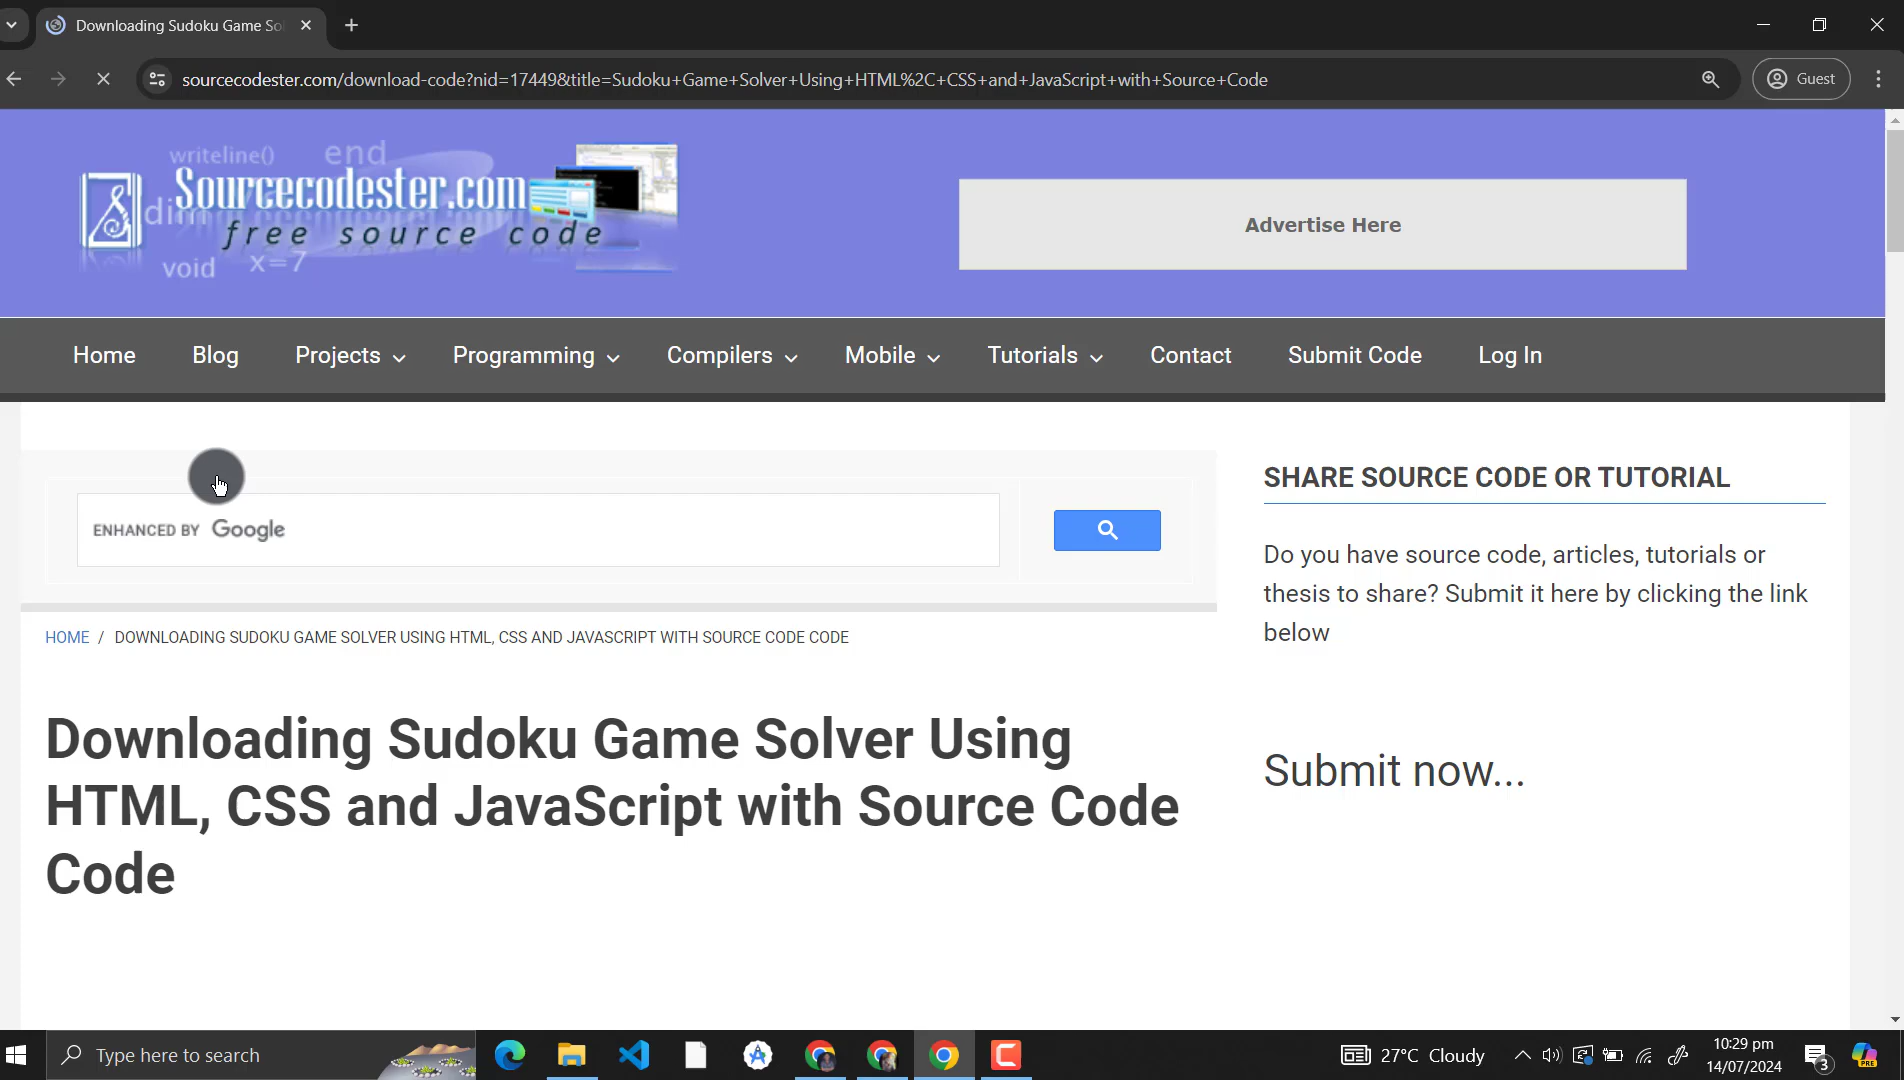 Downloading Sudoku Game So
sourcecodester.com/download-code?nid=17449&title=Sudoku+Game+Solver+Using+HTML%2C+CSS+and+JavaScript+with+Source+Code
Guest
writeline()
end
Sourcecodester.com
dim
free source code
void
x=7
Advertise Here
Home
Blog
Projects
Programming
Compilers
Mobile
Tutorials
Contact
Submit Code
Log In
ENHANCED BY Google
HOME / DOWNLOADING SUDOKU GAME SOLVER USING HTML, CSS AND JAVASCRIPT WITH SOURCE CODE CODE
Downloading Sudoku Game Solver Using
HTML, CSS and JavaScript with Source Code
Code
SHARE SOURCE CODE OR TUTORIAL
Do you have source code, articles, tutorials or
thesis to share? Submit it here by clicking the link
below
Submit now...
Type here to search
27°C Cloudy
10:29 pm
14/07/2024
3
PRE